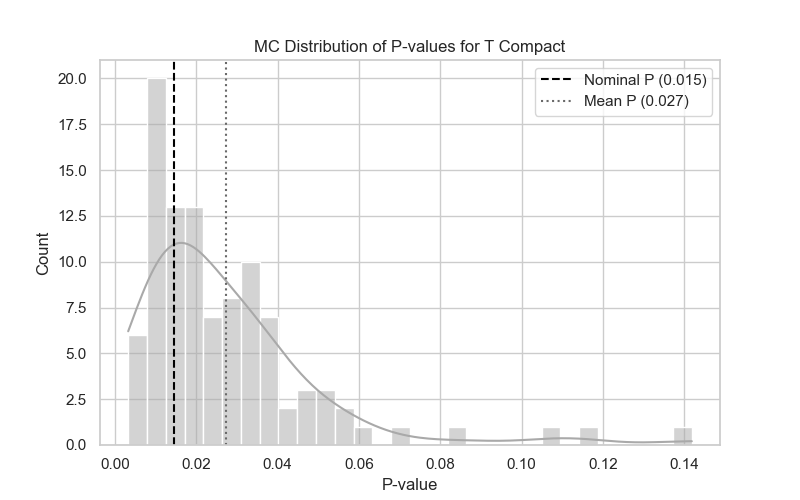 MC Distribution of P-values for T Compact
Nominal P (0.015)
Mean P (0.027)
20.0
17.5
15.0
12.5
10.0
7.5
5.0
2.5
0.0
Count
0.00 0.02 0.04 0.06 0.08 0.10 0.12 0.14
P-value